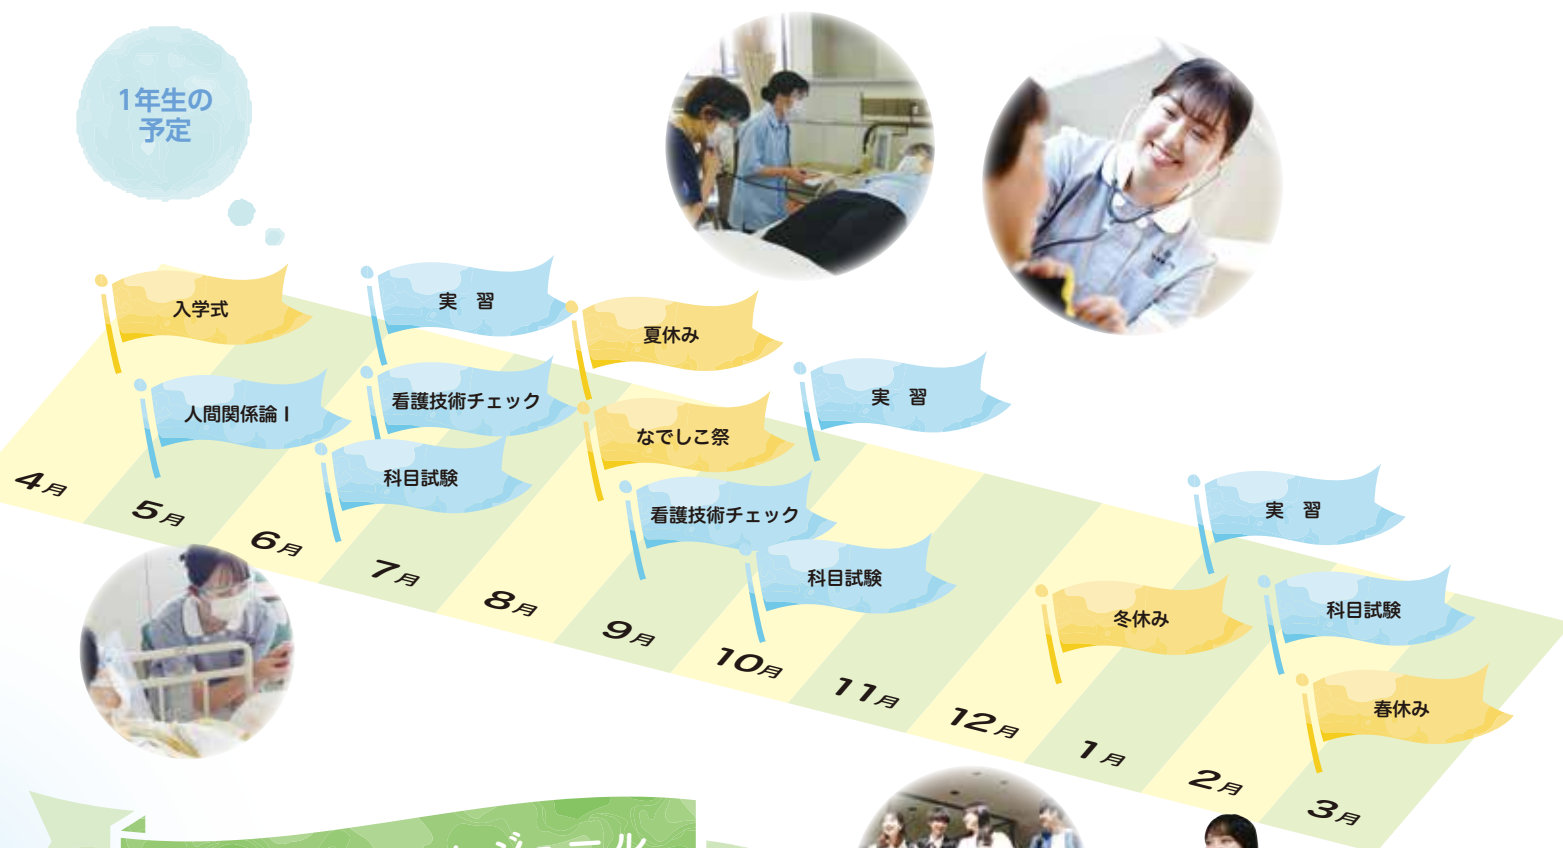 1年生の
予定
入学式
実　習
夏休み
人間関係論Ⅰ
看護技術チェック
実　習
なでしこ祭
科目試験
看護技術チェック
実　習
科目試験
冬休み
科目試験
春休み
4月
5月
6月
7月
8月
9月
10月
11月
12月
1月
2月
3月
ジュール